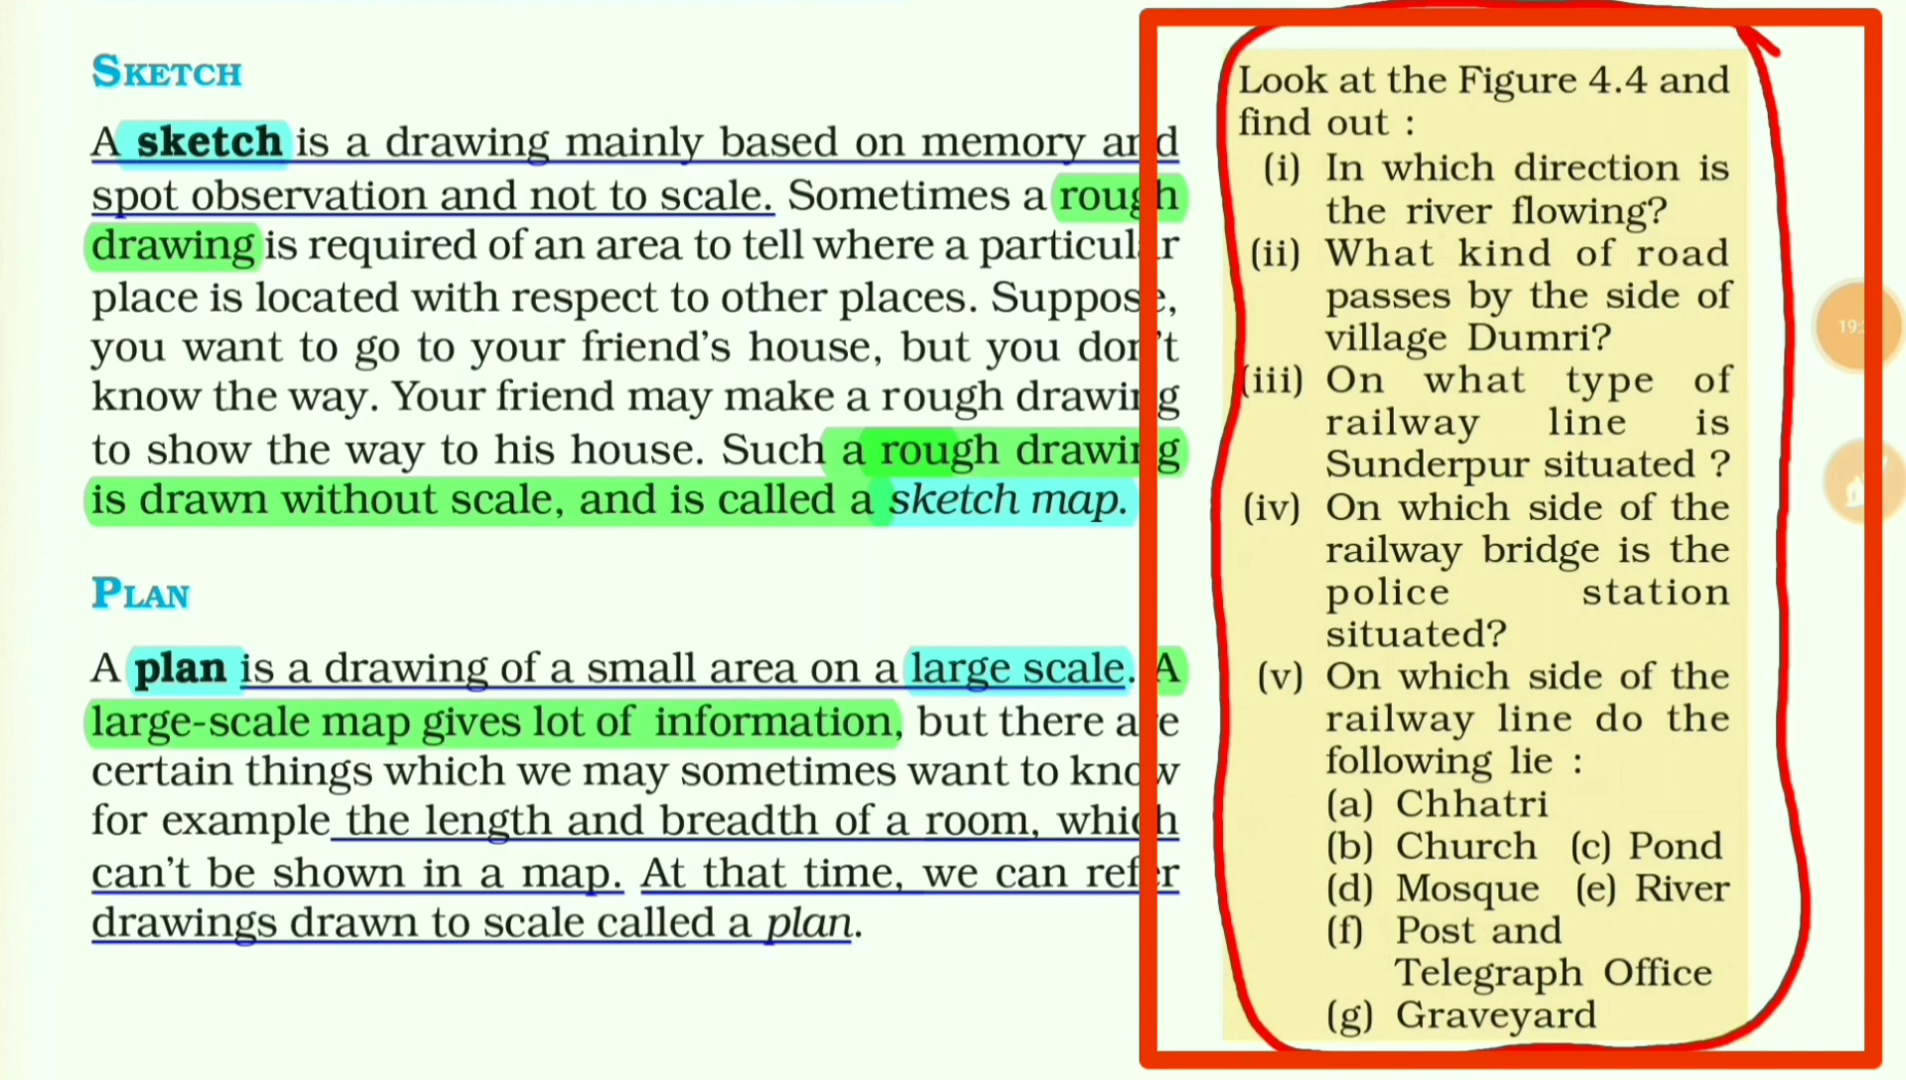 SKETCH
A sketch is a drawing mainly based on memory and
spot observation and not to scale. Sometimes a rough
drawing is required of an area to tell where a particular
place is located with respect to other places. Suppose,
you want to go to your friend's house, but you don't
know the way. Your friend may make a rough drawing
to show the way to his house. Such a rough drawing
is drawn without scale, and is called a sketch map.
PLAN
A plan is a drawing of a small area on a large scale. A
large-scale map gives lot of information, but there are
certain things which we may sometimes want to know
for example the length and breadth of a room, which
can't be shown in a map. At that time, we can refer
drawings drawn to scale called a plan.
Look at the Figure 4.4 and
find out :
(i) In which direction is
the river flowing?
(ii) What kind of road
passes by the side of
village Dumri?
(iii) On what type of
railway line is
Sunderpur situated ?
(iv) On which side of the
railway bridge is the
police station
situated?
(v) On which side of the
railway line do the
following lie :
(a) Chhatri
(b) Church (c) Pond
(d) Mosque (e) River
(f) Post and
Telegraph Office
(g) Graveyard